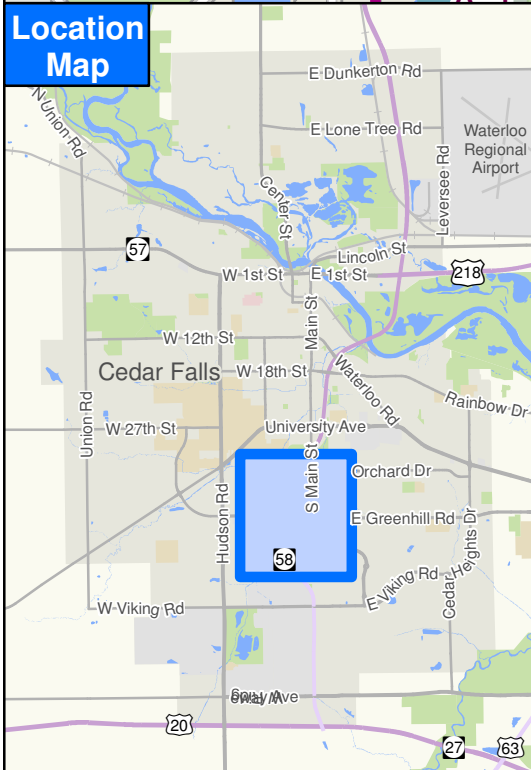 Location
Map
E Dunkerton Rd
N Union Rd
E Lone Tree Rd
Waterloo
Regional
Airport
Leversee Rd
Center St
57
Lincoln St
W 1st St
E 1st St
218
Main St
W 12th St
Cedar Falls
W 18th St
Waterloo Rd
Rainbow Dr
Union Rd
W 27th St
University Ave
S Main St
Orchard Dr
Hudson Rd
E Greenhill Rd
58
Cedar Heights Dr
E Viking Rd
W Viking Rd
Ave
20
27
63